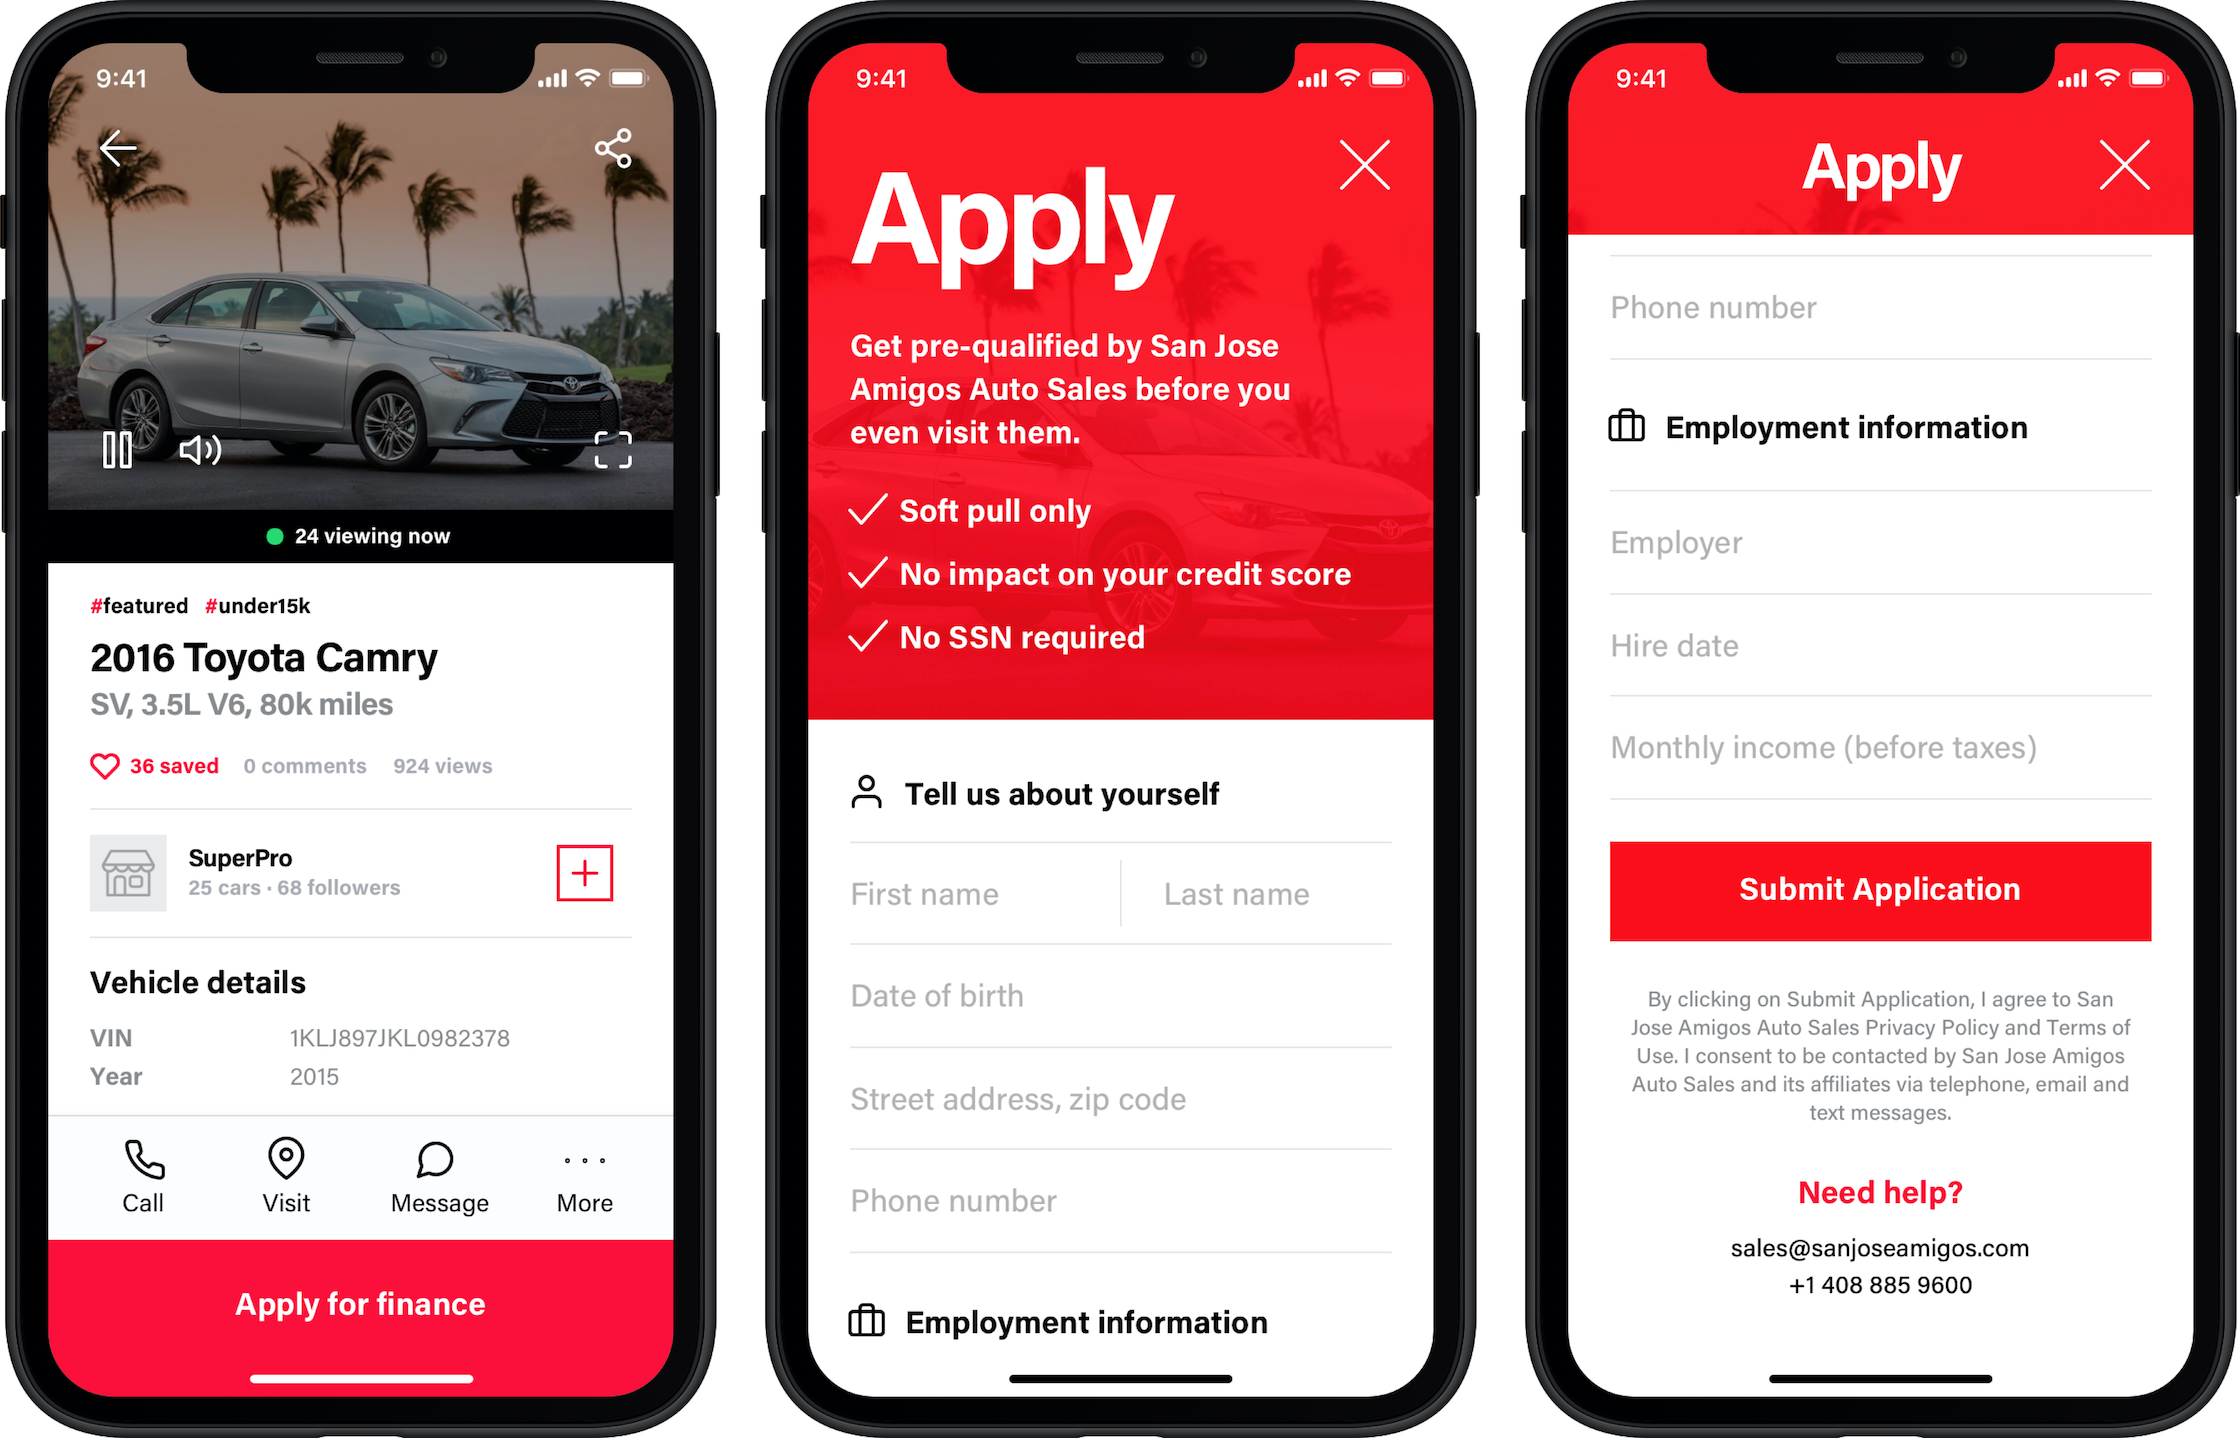 9:41
24 viewing now
#featured #under15k
2016 Toyota Camry
SV, 3.5L V6, 80k miles
36 saved 0 comments 924 views
SuperPro
25 cars · 68 followers
Vehicle details
VIN 1KLJ897JKL0982378
Year 2015
Call Visit Message More
Apply for finance
9:41
Apply
Get pre-qualified by San Jose
Amigos Auto Sales before you
even visit them.
Soft pull only
No impact on your credit score
No SSN required
Tell us about yourself
First name Last name
Date of birth
Street address, zip code
Phone number
Employment information
9:41
Apply
Phone number
Employment information
Employer
Hire date
Monthly income (before taxes)
Submit Application
By clicking on Submit Application, I agree to San
Jose Amigos Auto Sales Privacy Policy and Terms of
Use. I consent to be contacted by San Jose Amigos
Auto Sales and its affiliates via telephone, email and
text messages.
Need help?
sales@sanjoseamigos.com
+1 408 885 9600